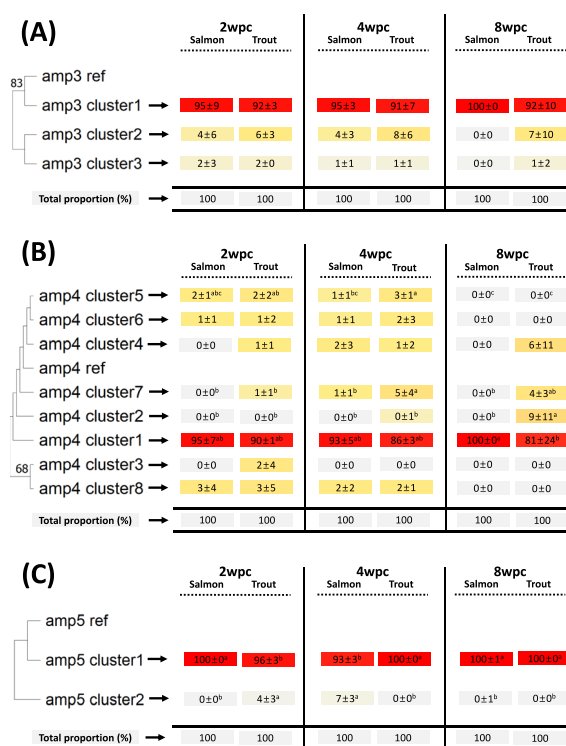 (A)
2wpc 4wpc 8wpc
Salmon Trout Salmon Trout Salmon Trout
83
amp3 ref
amp3 cluster1 95±9 92±3 95±3 91±7 100±0 92±10
amp3 cluster2 4±6 6±3 4±3 8±6 0±0 7±10
amp3 cluster3 2±3 2±0 1±1 1±1 0±0 1±2
Total proportion (%) 100 100 100 100 100 100
(B)
2wpc 4wpc 8wpc
Salmon Trout Salmon Trout Salmon Trout
amp4 cluster5 2±1ᵃᵇᶜ 2±2ᵃᵇ 1±1ᵇᶜ 3±1ᵃ 0±0ᶜ 0±0ᶜ
amp4 cluster6 1±1 1±2 1±1 2±3 0±0 0±0
amp4 cluster4 0±0 1±1 2±3 1±2 0±0 6±11
amp4 ref
amp4 cluster7 0±0ᵇ 1±1ᵇ 1±1ᵇ 5±4ᵃ 0±0ᵇ 4±3ᵃᵇ
amp4 cluster2 0±0ᵇ 0±0ᵇ 0±0ᵇ 0±1ᵇ 0±0ᵇ 9±11ᵃ
amp4 cluster1 95±7ᵃᵇ 90±1ᵃᵇ 93±5ᵃᵇ 86±3ᵃᵇ 100±0ᵃ 81±24ᵇ
68
amp4 cluster3 0±0 2±4 0±0 0±0 0±0 0±0
amp4 cluster8 3±4 3±5 2±2 2±1 0±0 0±0
Total proportion (%) 100 100 100 100 100 100
(C)
2wpc 4wpc 8wpc
Salmon Trout Salmon Trout Salmon Trout
amp5 ref
amp5 cluster1 100±0ᵃ 96±3ᵇ 93±3ᵇ 100±0ᵃ 100±1ᵃ 100±0ᵃ
amp5 cluster2 0±0ᵇ 4±3ᵃ 7±3ᵃ 0±0ᵇ 0±1ᵇ 0±0ᵇ
Total proportion (%) 100 100 100 100 100 100